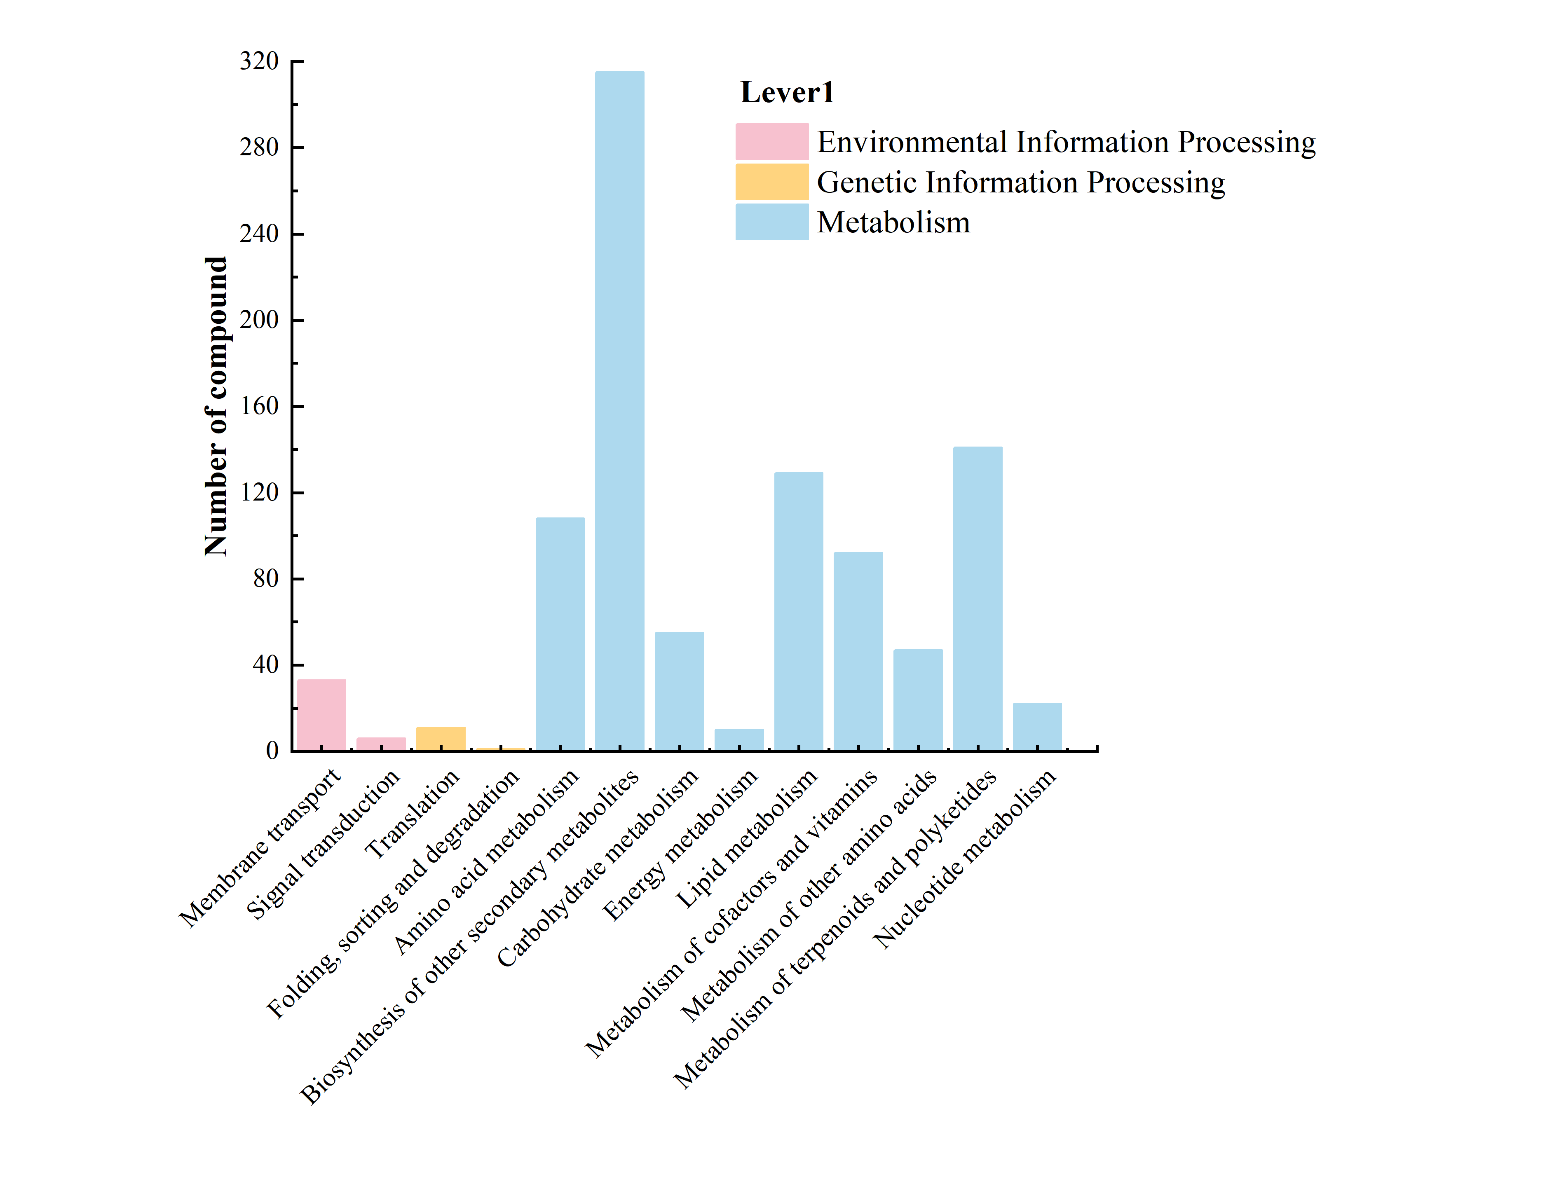 Number of compound
320
280
240
200
160
120
80
40
0
Lever1
Environmental Information Processing
Genetic Information Processing
Metabolism
Membrane transport
Signal transduction
Translation
Folding, sorting and degradation
Amino acid metabolism
Biosynthesis of other secondary metabolites
Carbohydrate metabolism
Energy metabolism
Lipid metabolism
Metabolism of cofactors and vitamins
Metabolism of other amino acids
Metabolism of terpenoids and polyketides
Nucleotide metabolism